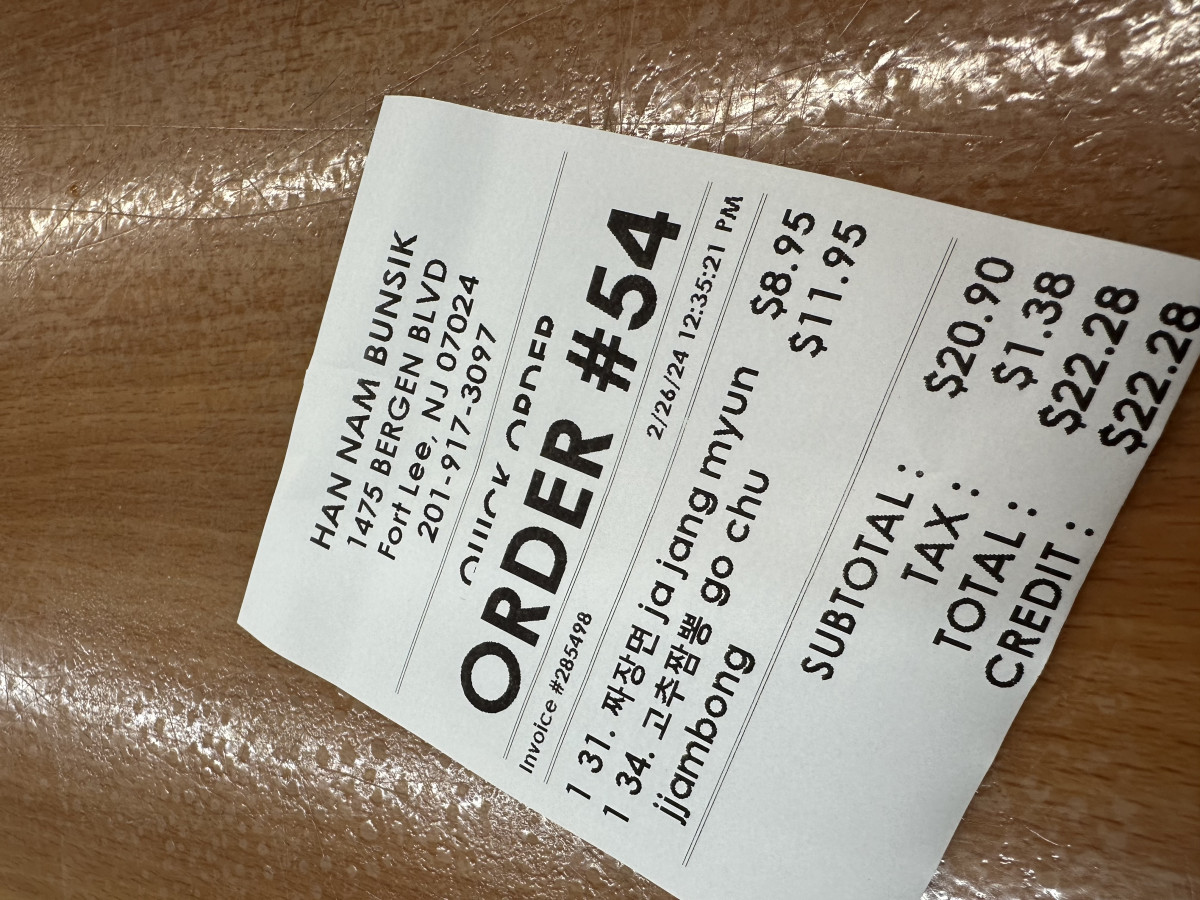 HAN NAM BUNSIK
1475 BERGEN BLVD
Fort Lee, NJ 07024
201-917-3097
QUICK ORDER
ORDER #54
Invoice #285498 2/26/24 12:35:21 PM
1 31. 짜장면 ja jang myun $8.95
1 34. 고추짬뽕 go chu $11.95
jjambong
SUBTOTAL : $20.90
TAX : $1.38
TOTAL : $22.28
CREDIT : $22.28